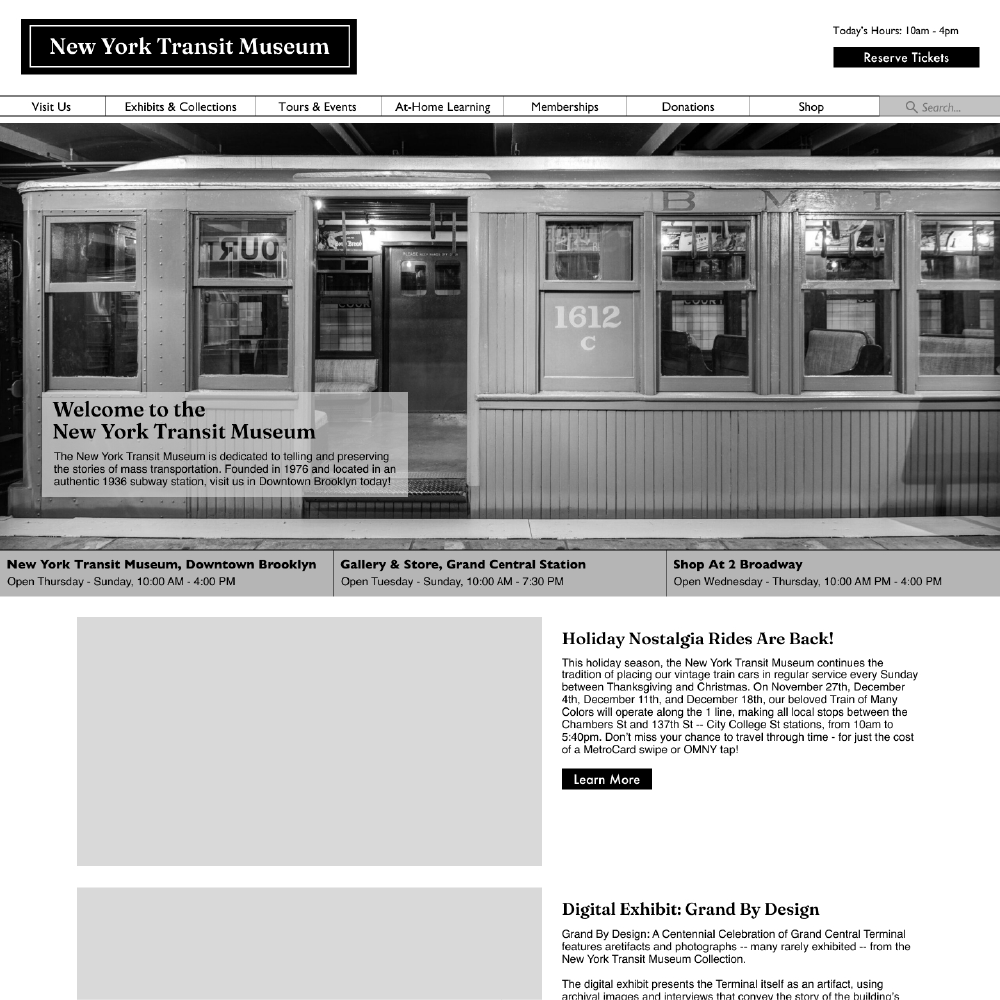 New York Transit Museum
Today's Hours: 10am - 4pm
Reserve Tickets
Visit Us
Exhibits & Collections
Tours & Events
At-Home Learning
Memberships
Donations
Shop
Search...
B M T
OURT
1612
C
Welcome to the
New York Transit Museum
The New York Transit Museum is dedicated to telling and preserving
the stories of mass transportation. Founded in 1976 and located in an
authentic 1936 subway station, visit us in Downtown Brooklyn today!
New York Transit Museum, Downtown Brooklyn
Open Thursday - Sunday, 10:00 AM - 4:00 PM
Gallery & Store, Grand Central Station
Open Tuesday - Sunday, 10:00 AM - 7:30 PM
Shop At 2 Broadway
Open Wednesday - Thursday, 10:00 AM PM - 4:00 PM
Holiday Nostalgia Rides Are Back!
This holiday season, the New York Transit Museum continues the
tradition of placing our vintage train cars in regular service every Sunday
between Thanksgiving and Christmas. On November 27th, December
4th, December 11th, and December 18th, our beloved Train of Many
Colors will operate along the 1 line, making all local stops between the
Chambers St and 137th St -- City College St stations, from 10am to
5:40pm. Don't miss your chance to travel through time - for just the cost
of a MetroCard swipe or OMNY tap!
Learn More
Digital Exhibit: Grand By Design
Grand By Design: A Centennial Celebration of Grand Central Terminal
features aretifacts and photographs -- many rarely exhibited -- from the
New York Transit Museum Collection.
The digital exhibit presents the Terminal itself as an artifact, using
archival images and interviews that convey the story of the building's